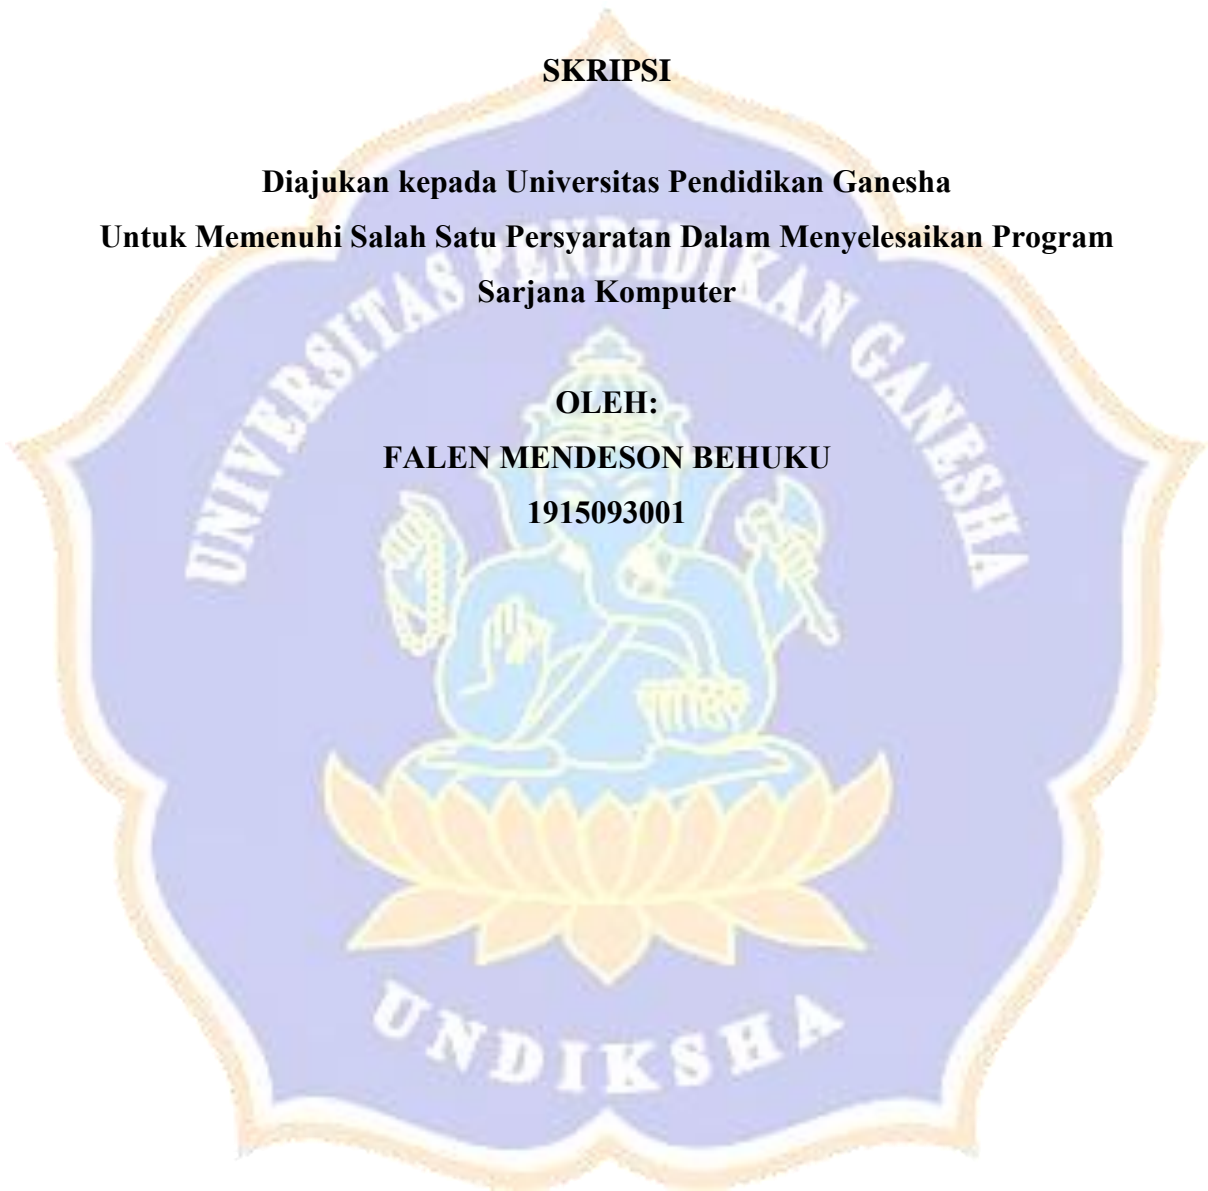 SKRIPSI
Diajukan kepada Universitas Pendidikan Ganesha
Untuk Memenuhi Salah Satu Persyaratan Dalam Menyelesaikan Program
Sarjana Komputer
UNIVERSITAS PENDIDIKAN GANESHA
OLEH:
FALEN MENDESON BEHUKU
1915093001
UNDIKSHA